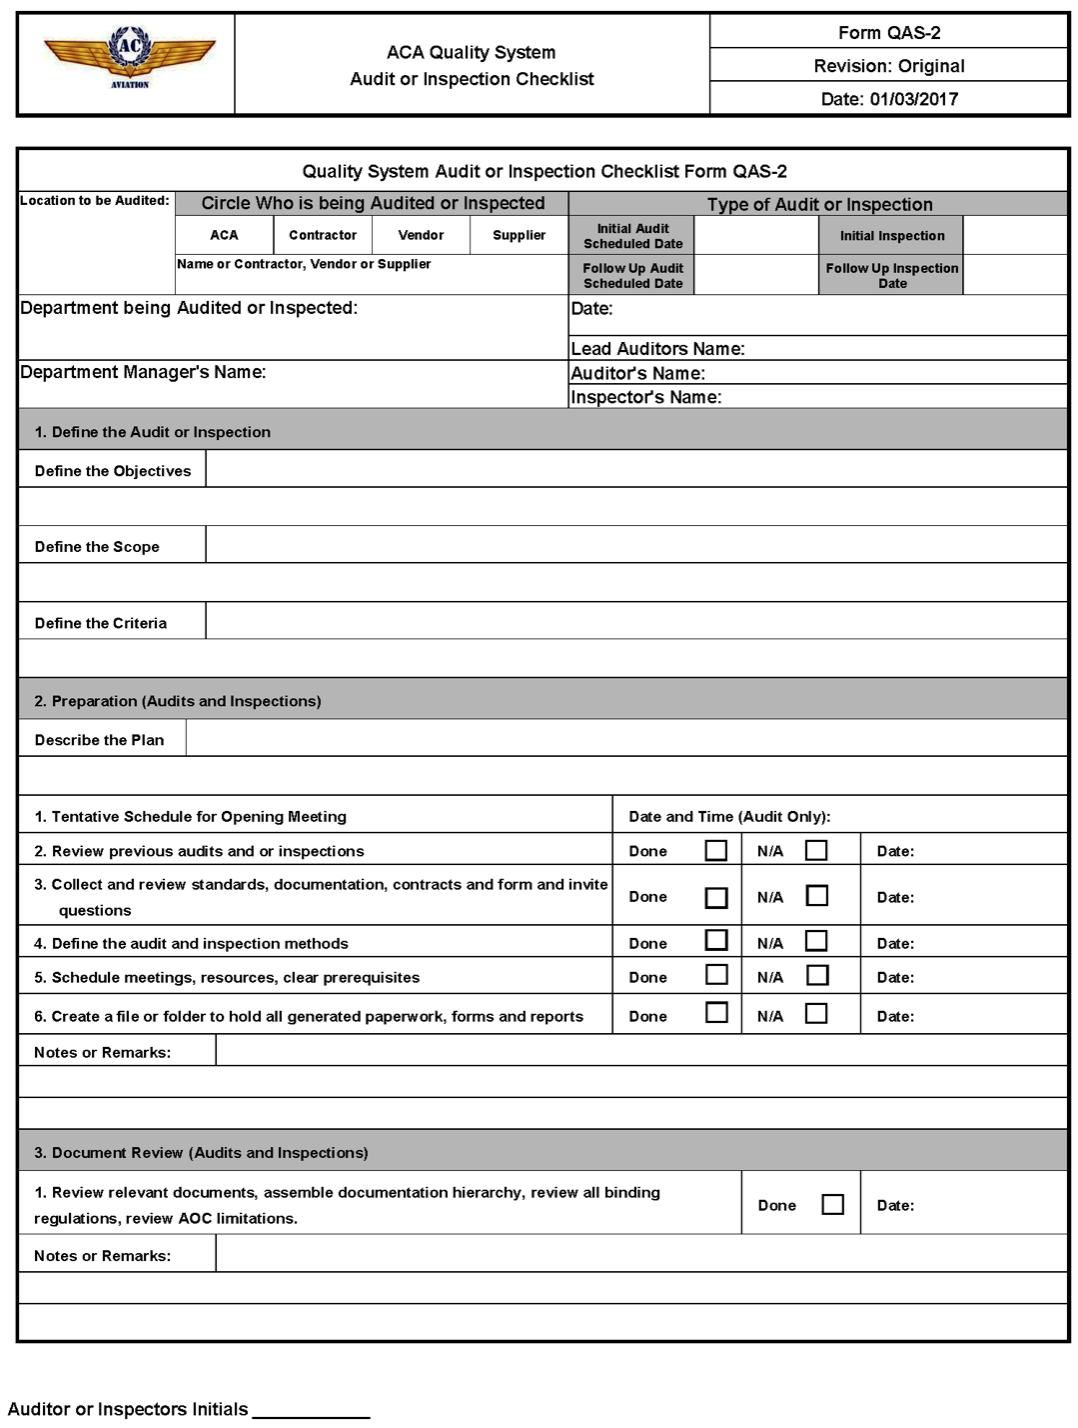 AC
AVIATION
ACA Quality System
Audit or Inspection Checklist
Form QAS-2
Revision: Original
Date: 01/03/2017
Quality System Audit or Inspection Checklist Form QAS-2
Location to be Audited:
Circle Who is being Audited or Inspected
Type of Audit or Inspection
ACA
Contractor
Vendor
Supplier
Initial Audit
Scheduled Date
Initial Inspection
Name or Contractor, Vendor or Supplier
Follow Up Audit
Scheduled Date
Follow Up Inspection
Date
Department being Audited or Inspected:
Date:
Lead Auditors Name:
Department Manager's Name:
Auditor's Name:
Inspector's Name:
1. Define the Audit or Inspection
Define the Objectives
Define the Scope
Define the Criteria
2. Preparation (Audits and Inspections)
Describe the Plan
1. Tentative Schedule for Opening Meeting
Date and Time (Audit Only):
2. Review previous audits and or inspections
Done
N/A
Date:
3. Collect and review standards, documentation, contracts and form and invite
questions
Done
N/A
Date:
4. Define the audit and inspection methods
Done
N/A
Date:
5. Schedule meetings, resources, clear prerequisites
Done
N/A
Date:
6. Create a file or folder to hold all generated paperwork, forms and reports
Done
N/A
Date:
Notes or Remarks:
3. Document Review (Audits and Inspections)
1. Review relevant documents, assemble documentation hierarchy, review all binding
regulations, review AOC limitations.
Done
Date:
Notes or Remarks:
Auditor or Inspectors Initials ____________